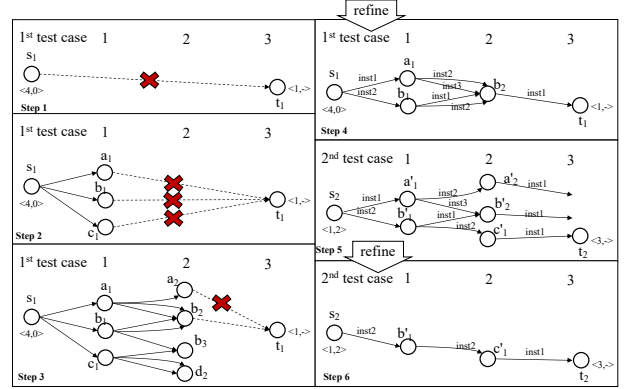 1st test case 1 2 3
s1
<4,0>
t1 <1,->
Step 1
1st test case 1 2 3
s1
<4,0>
a1
b1
c1
t1 <1,->
Step 2
1st test case 1 2 3
s1
<4,0>
a1
b1
c1
a2
b2
b3
d2
t1 <1,->
Step 3
refine
1st test case 1 2 3
s1
<4,0>
inst1
inst2
a1
b1
inst2
inst3
inst1
inst2
b2
inst1
t1 <1,->
Step 4
2nd test case 1 2 3
s2
<1,2>
inst1
inst2
a'1
b'1
inst2
inst3
inst1
inst2
a'2
b'2
c'1
inst1
inst1
inst1
t2 <3,->
Step 5
refine
2nd test case 1 2 3
s2
<1,2>
inst2
b'1
inst2
c'1
inst1
t2 <3,->
Step 6